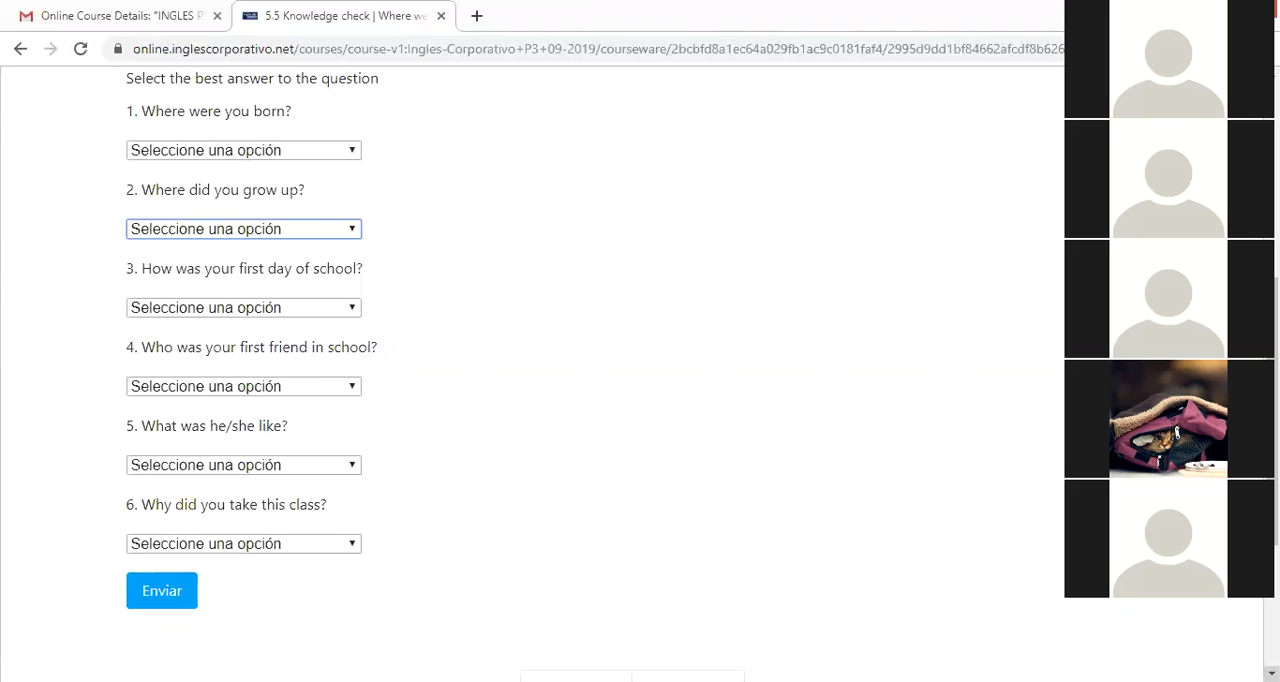 Online Course Details: "INGLES P
5.5 Knowledge check | Where we
online.inglescorporativo.net/courses/course-v1:Ingles-Corporativo+P3+09-2019/courseware/2bcbfd8a1ec64a029fb1ac9c0181faf4/2995d9dd1bf84662afcdf8b626
Select the best answer to the question
1. Where were you born?
Seleccione una opción
2. Where did you grow up?
Seleccione una opción
3. How was your first day of school?
Seleccione una opción
4. Who was your first friend in school?
Seleccione una opción
5. What was he/she like?
Seleccione una opción
6. Why did you take this class?
Seleccione una opción
Enviar